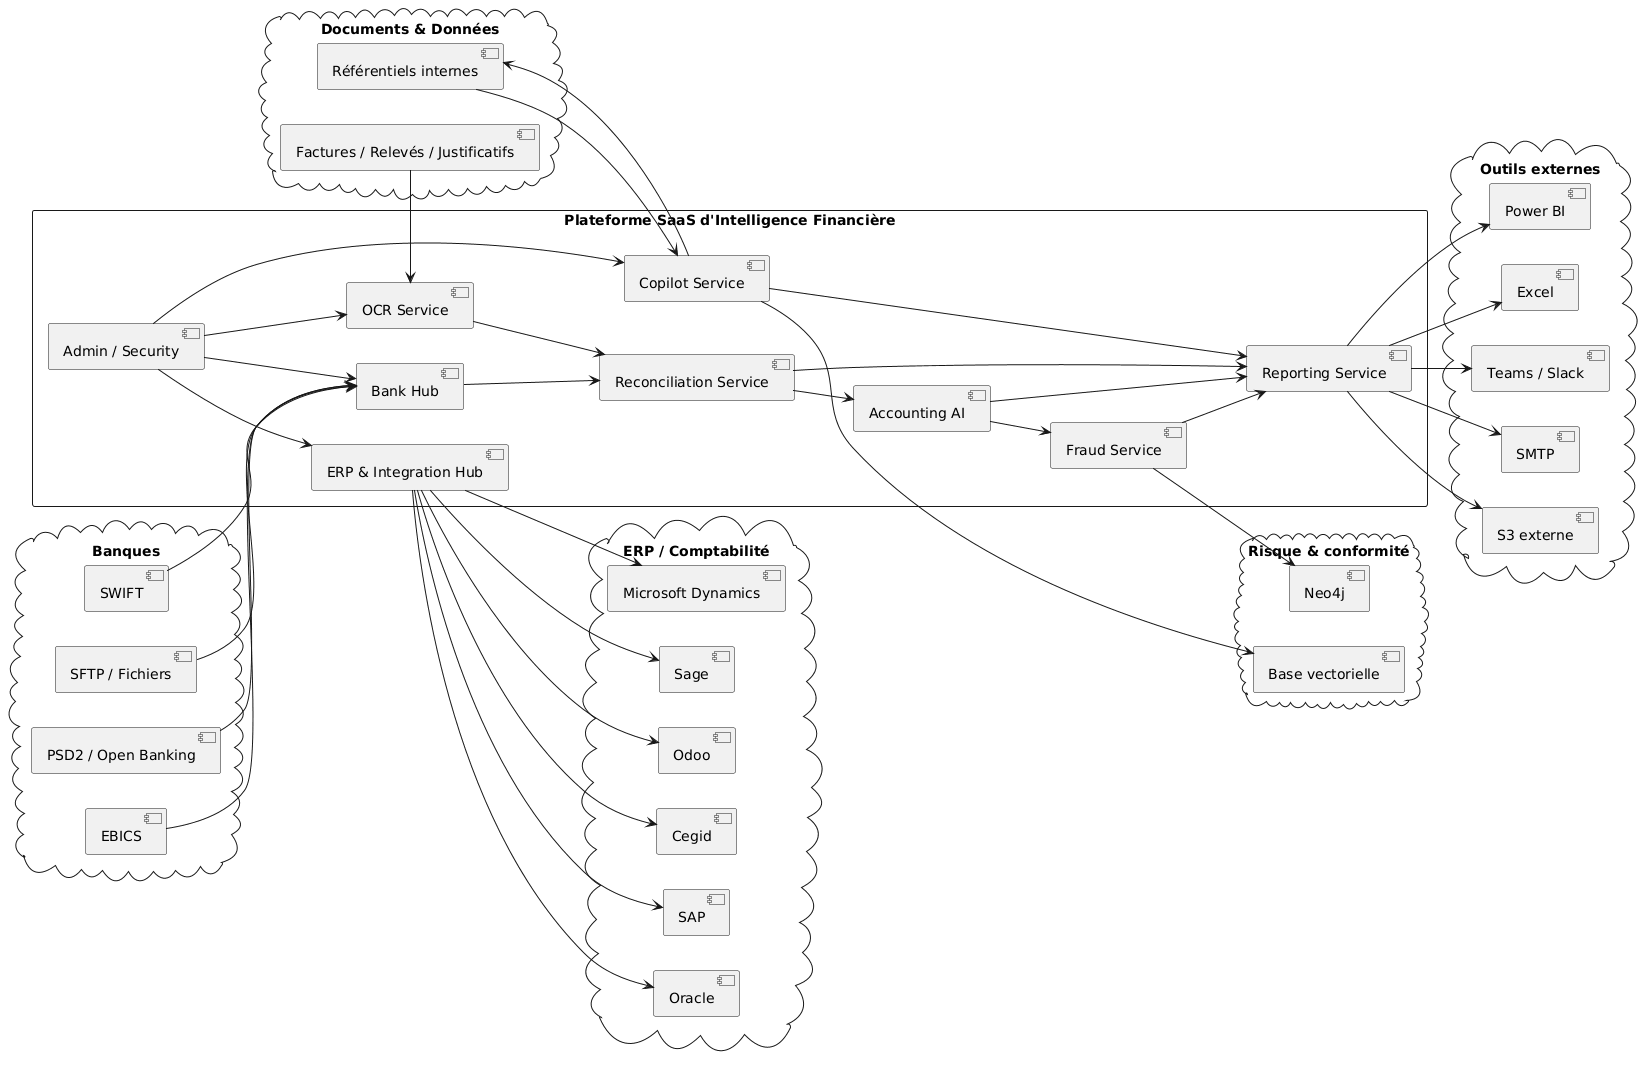 Documents & Données
Référentiels internes
Factures / Relevés / Justificatifs
Plateforme SaaS d'Intelligence Financière
Admin / Security
OCR Service
Bank Hub
ERP & Integration Hub
Copilot Service
Reconciliation Service
Accounting AI
Fraud Service
Reporting Service
Outils externes
Power BI
Excel
Teams / Slack
SMTP
S3 externe
Banques
SWIFT
SFTP / Fichiers
PSD2 / Open Banking
EBICS
ERP / Comptabilité
Microsoft Dynamics
Sage
Odoo
Cegid
SAP
Oracle
Risque & conformité
Neo4j
Base vectorielle